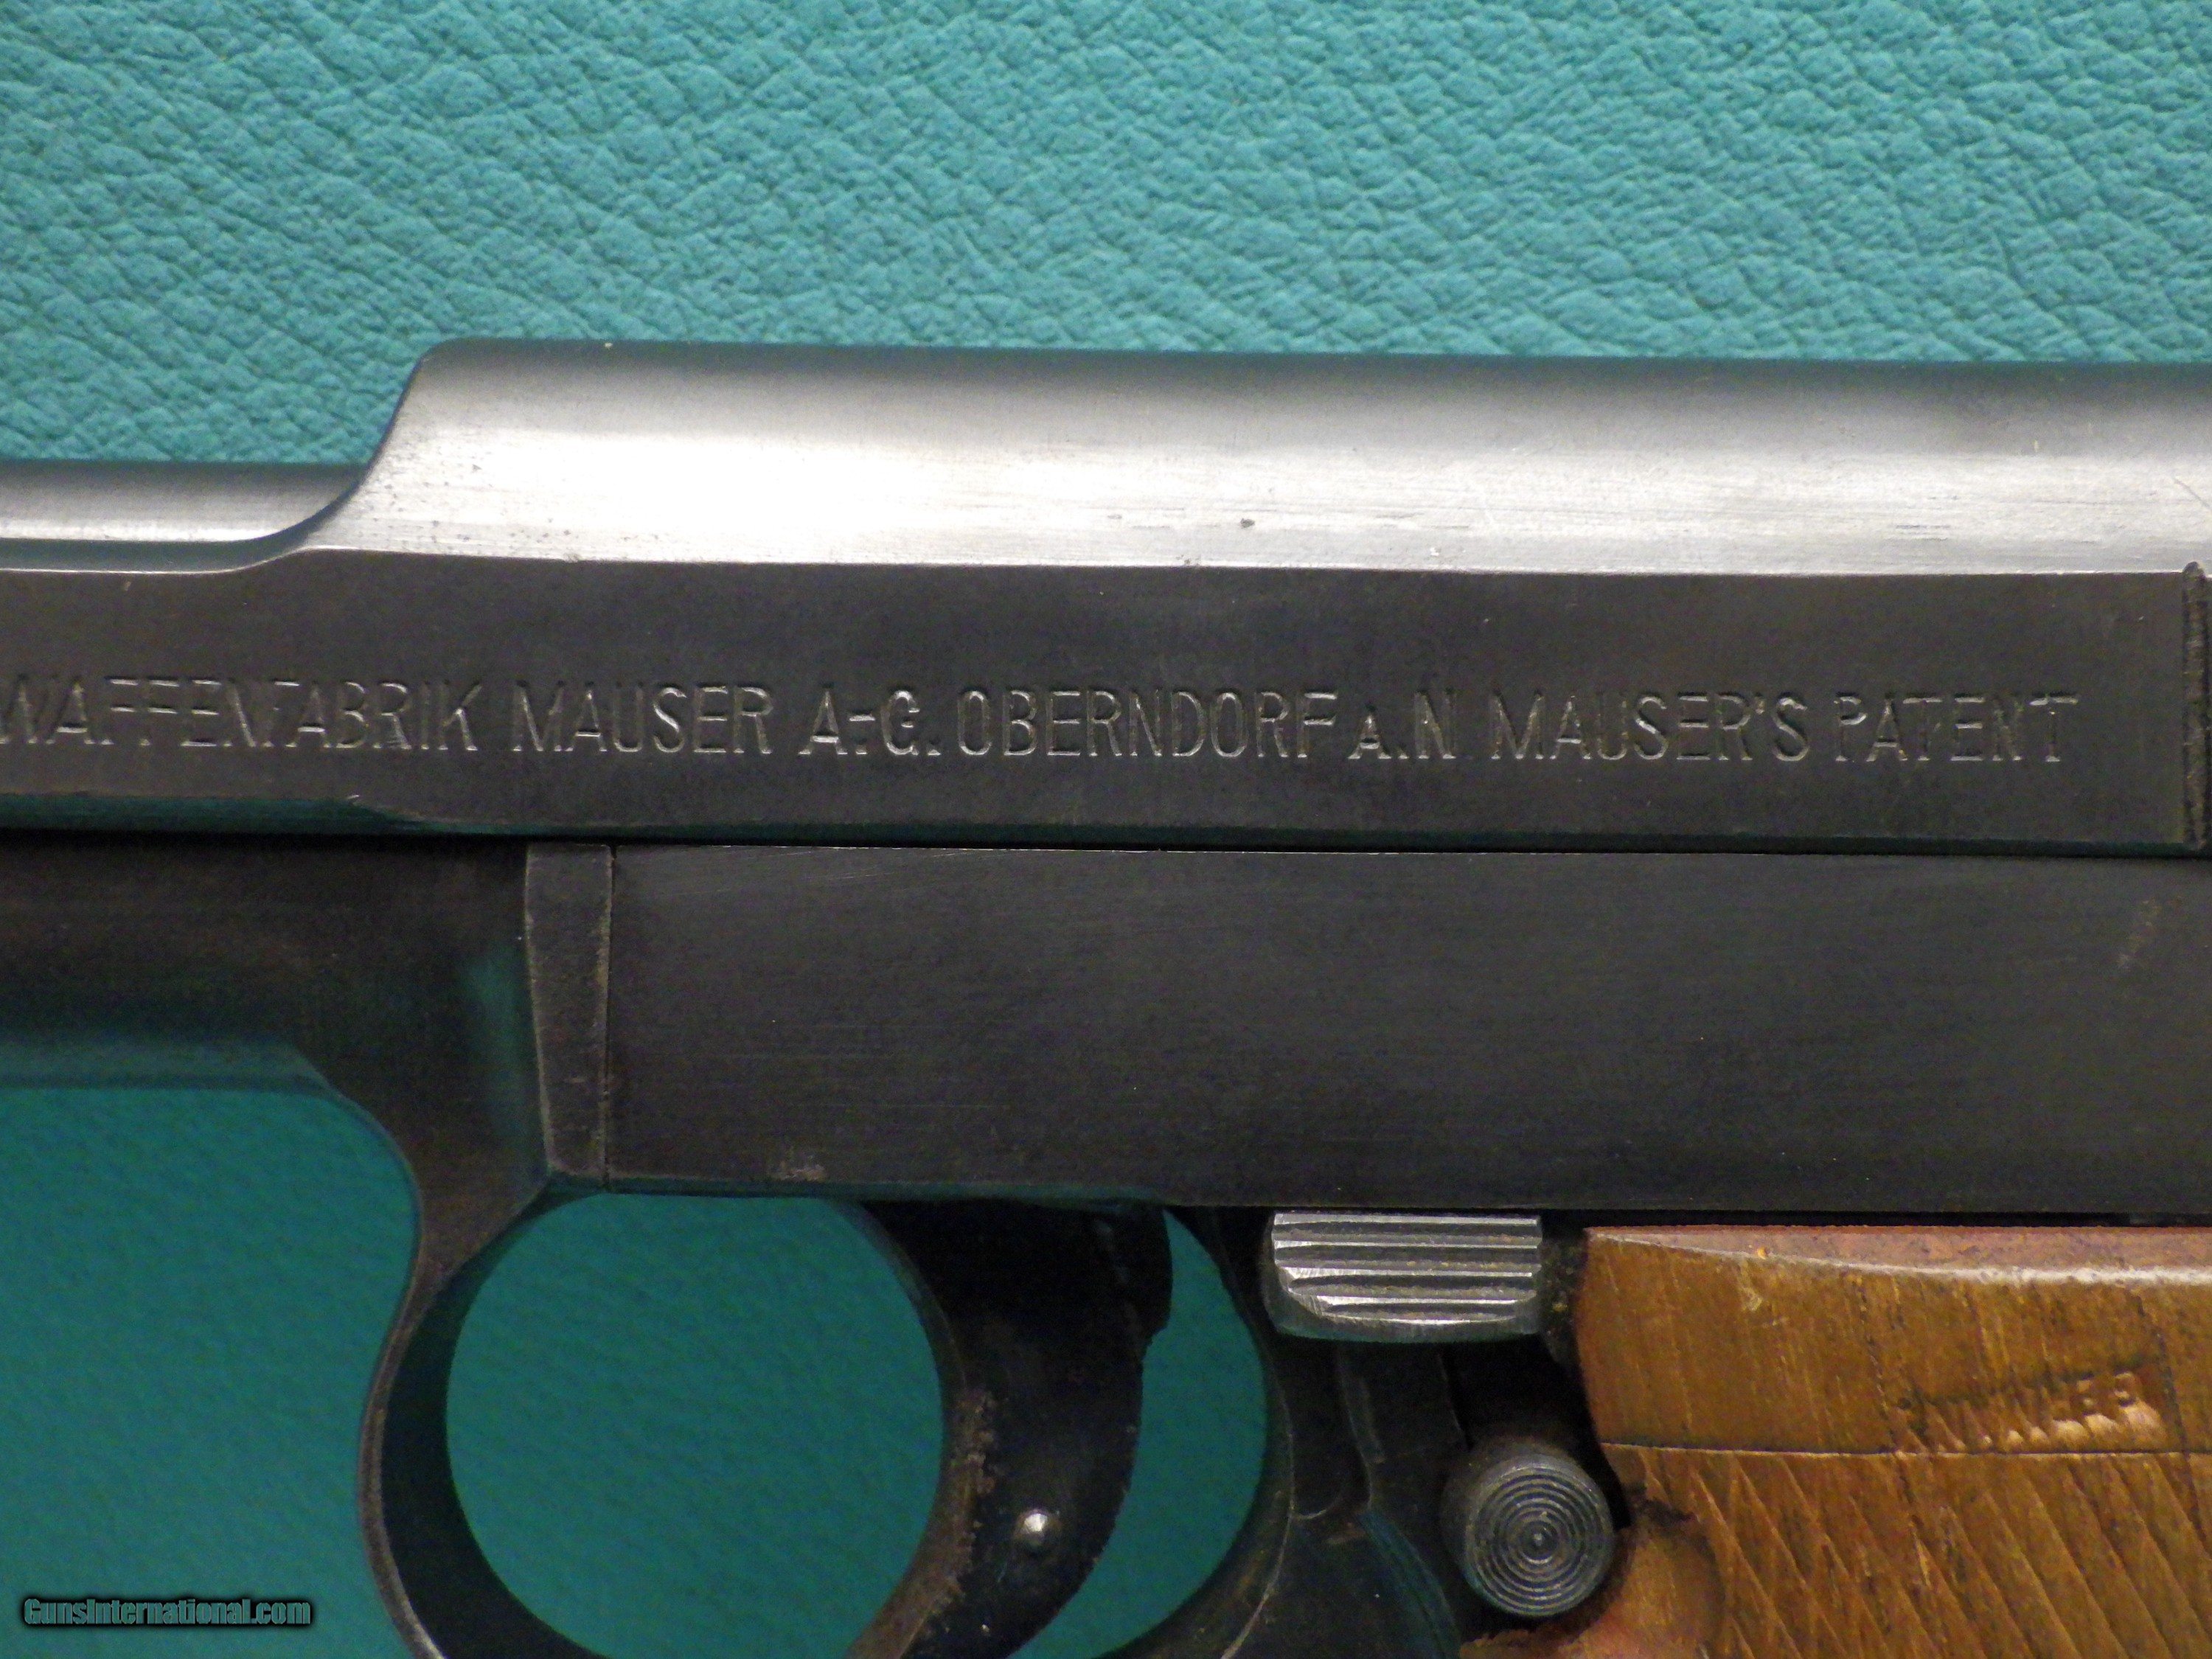 WAFFENFABRIK MAUSER A.-G. OBERNDORF A.N MAUSER'S PATENT
GunsInternational.com